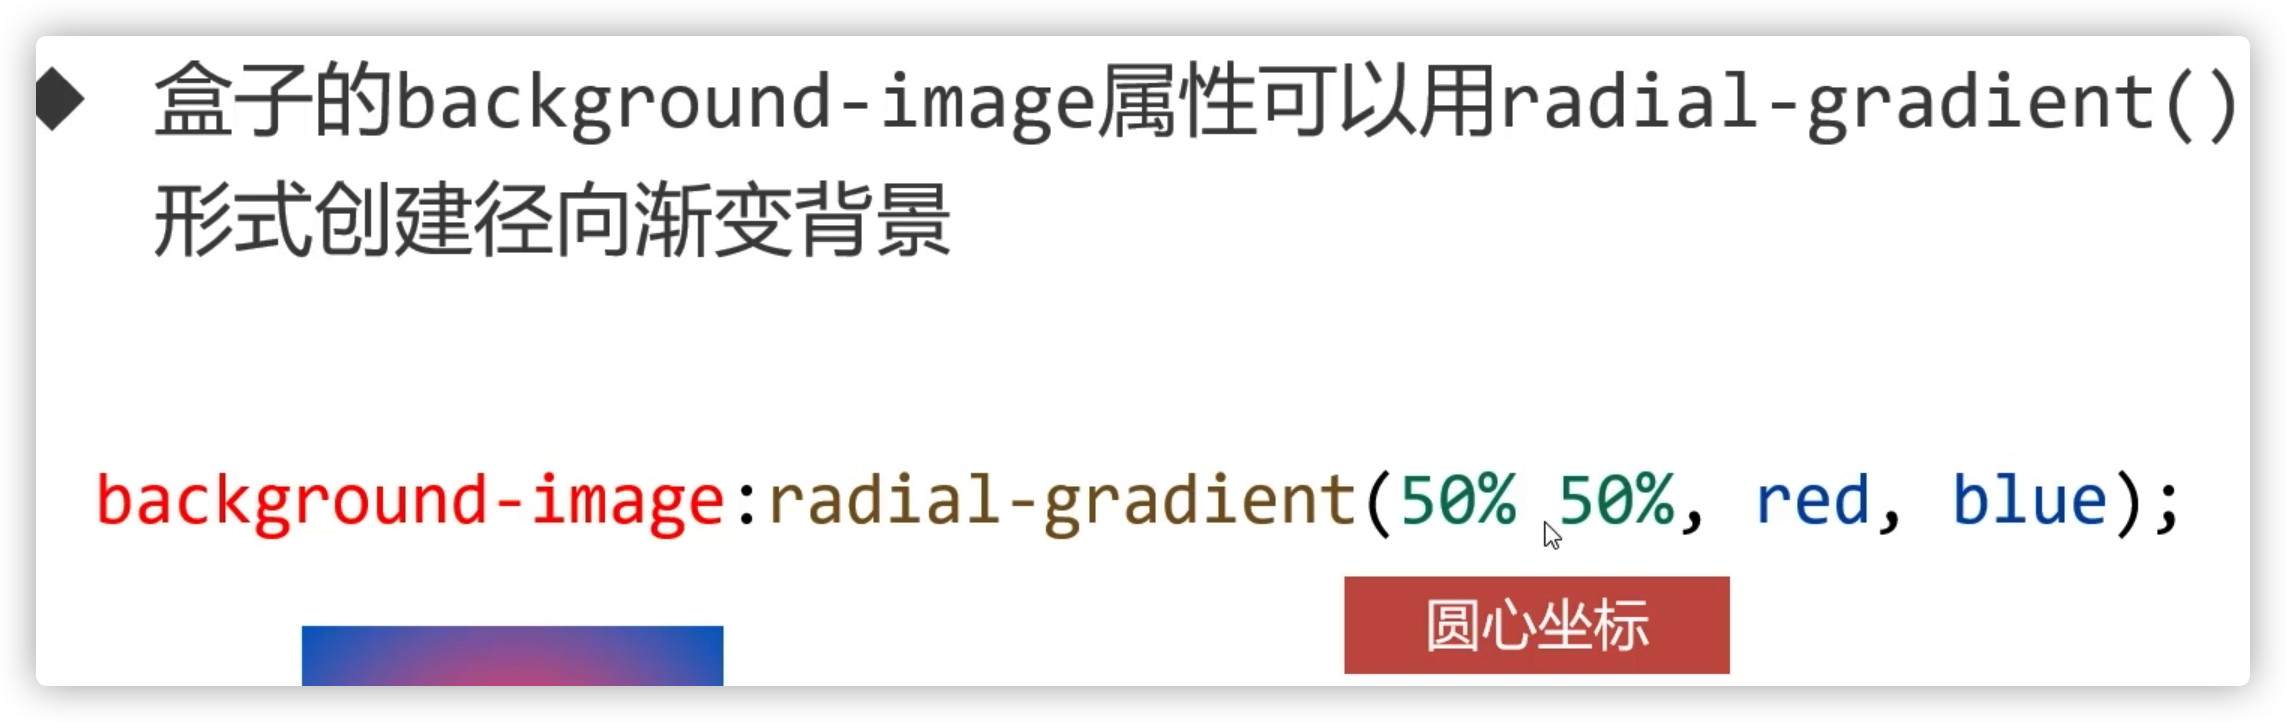 盒子的background-image属性可以用radial-gradient()
形式创建径向渐变背景
background-image:radial-gradient(50% 50%, red, blue);
圆心坐标